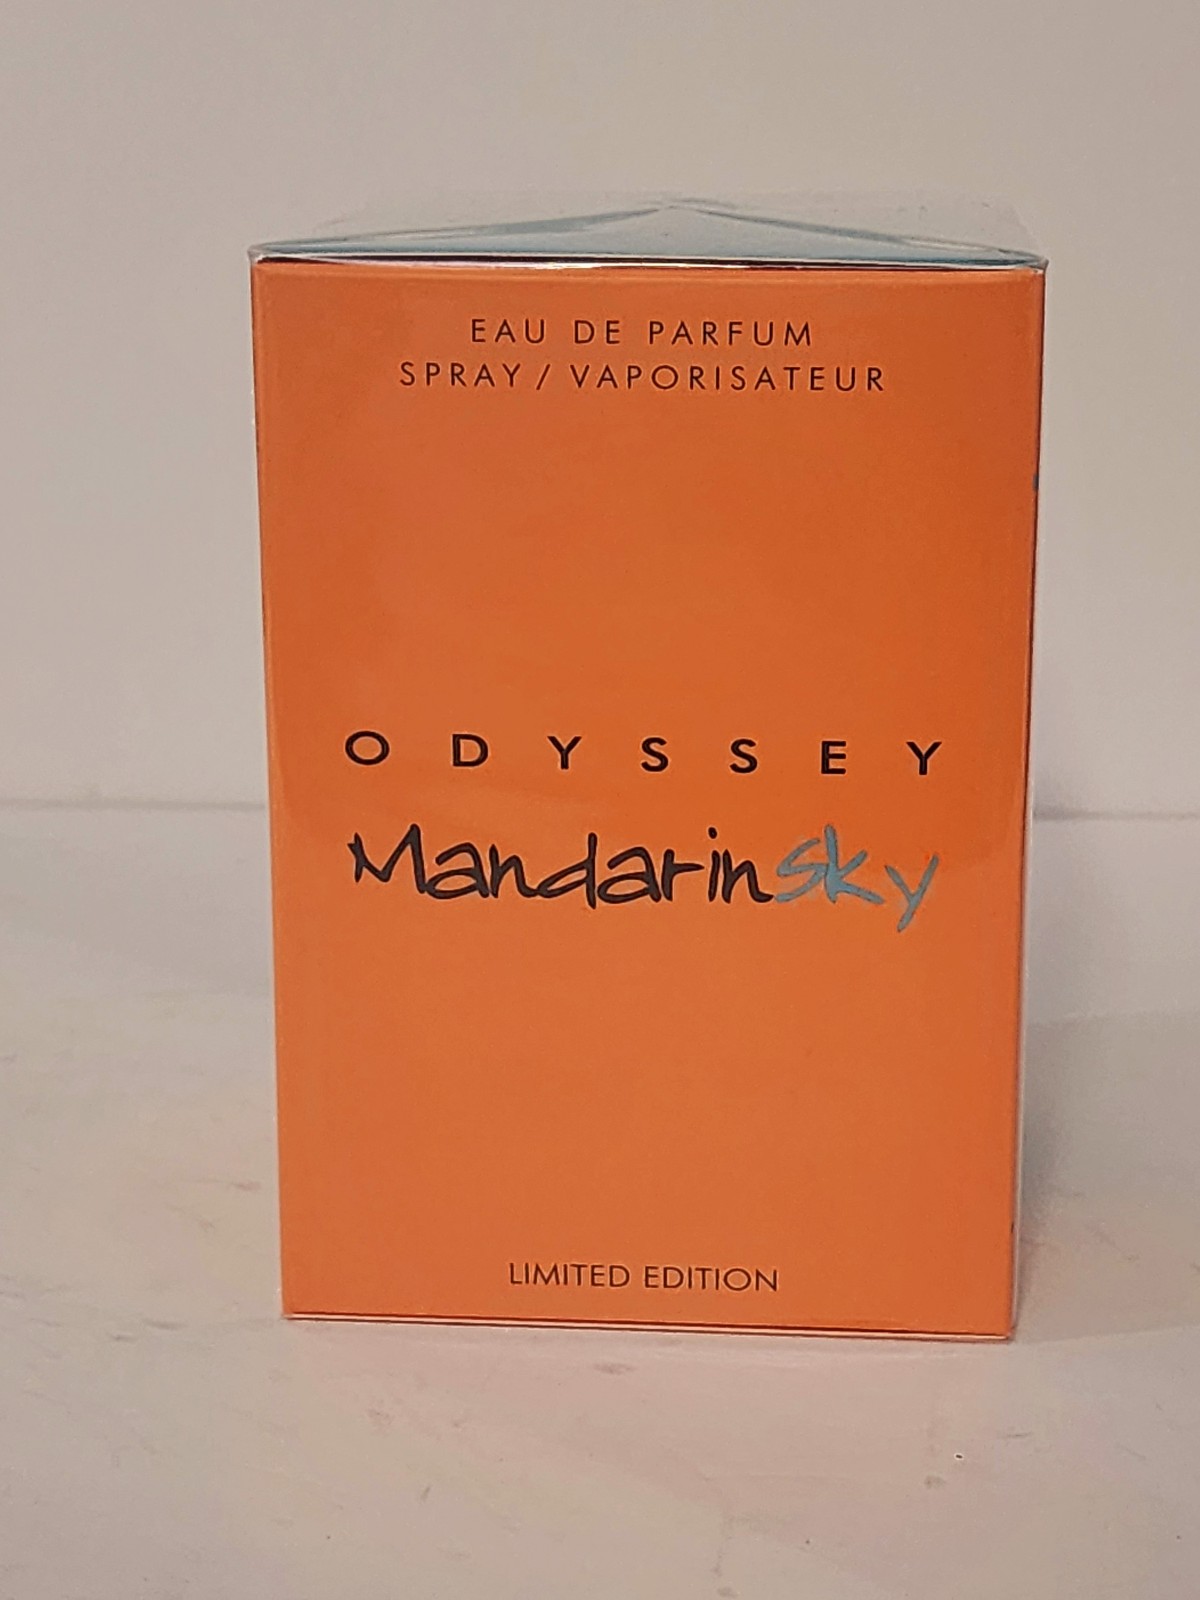 EAU DE PARFUM
SPRAY / VAPORISATEUR
ODYSSEY
MandarinSky
LIMITED EDITION